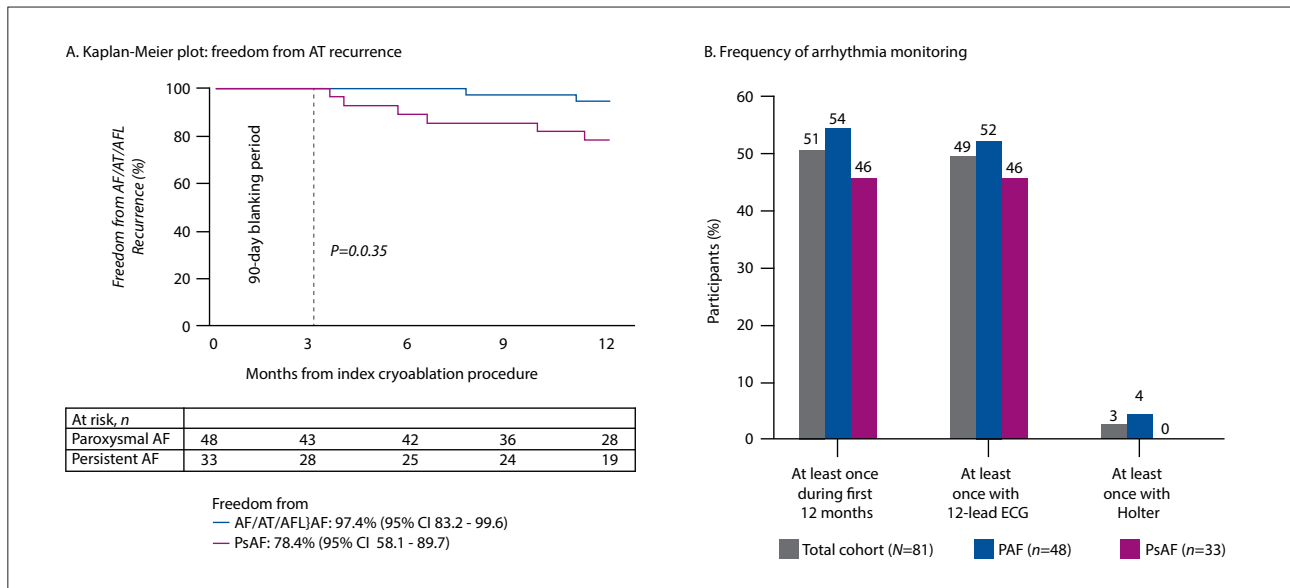 A. Kaplan-Meier plot: freedom from AT recurrence
Freedom from AF/AT/AFL
Recurrence (%)
100
80
60
40
20
0
90-day blanking period
P=0.0.35
0 3 6 9 12
Months from index cryoablation procedure
At risk, n
Paroxysmal AF 48 43 42 36 28
Persistent AF 33 28 25 24 19
Freedom from
AF/AT/AFL}AF: 97.4% (95% CI 83.2 - 99.6)
PsAF: 78.4% (95% CI 58.1 - 89.7)
B. Frequency of arrhythmia monitoring
Participants (%)
60
50
40
30
20
10
0
51 54 46
49 52 46
3 4 0
At least once
during first
12 months
At least
once with
12-lead ECG
At least
once with
Holter
Total cohort (N=81) PAF (n=48) PsAF (n=33)